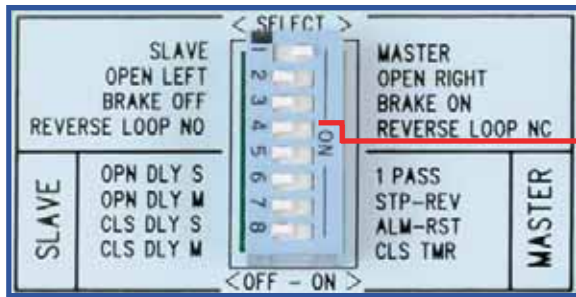 < SELECT >
SLAVE 1 MASTER
OPEN LEFT 2 OPEN RIGHT
BRAKE OFF 3 BRAKE ON
REVERSE LOOP NO 4 REVERSE LOOP NC
5
ON
SLAVE
OPN DLY S 6 1 PASS
OPN DLY M 7 STP-REV
CLS DLY S 8 ALM-RST
CLS DLY M CLS TMR
MASTER
<OFF - ON >